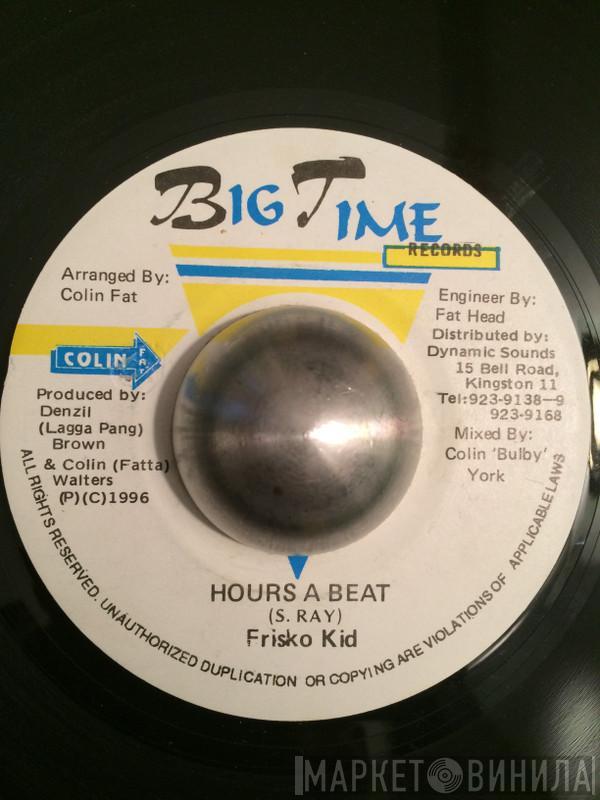 BIG TIME
RECORDS
Arranged By:
Colin Fat
COLIN FAT
Produced by:
Denzil
(Lagga Pang)
Brown
& Colin (Fatta)
Walters
(P)(C)1996
Engineer By:
Fat Head
Distributed by:
Dynamic Sounds
15 Bell Road,
Kingston 11
Tel:923-9138—9
923-9168
Mixed By:
Colin 'Bulby'
York
HOURS A BEAT
(S. RAY)
Frisko Kid
ALL RIGHTS RESERVED. UNAUTHORIZED DUPLICATION OR COPYING ARE VIOLATIONS OF APPLICABLE LAWS
МАРКЕТ ВИНИЛА